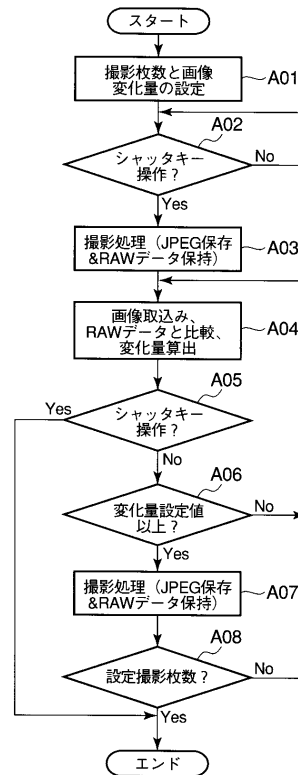 スタート
撮影枚数と画像
変化量の設定
A01
A02
シャッタキー
操作？
No
Yes
撮影処理（JPEG保存
&RAWデータ保持）
A03
画像取込み、
RAWデータと比較、
変化量算出
A04
A05
Yes
シャッタキー
操作？
No
A06
変化量設定値
以上？
No
Yes
撮影処理（JPEG保存
&RAWデータ保持）
A07
A08
設定撮影枚数？
No
Yes
エンド